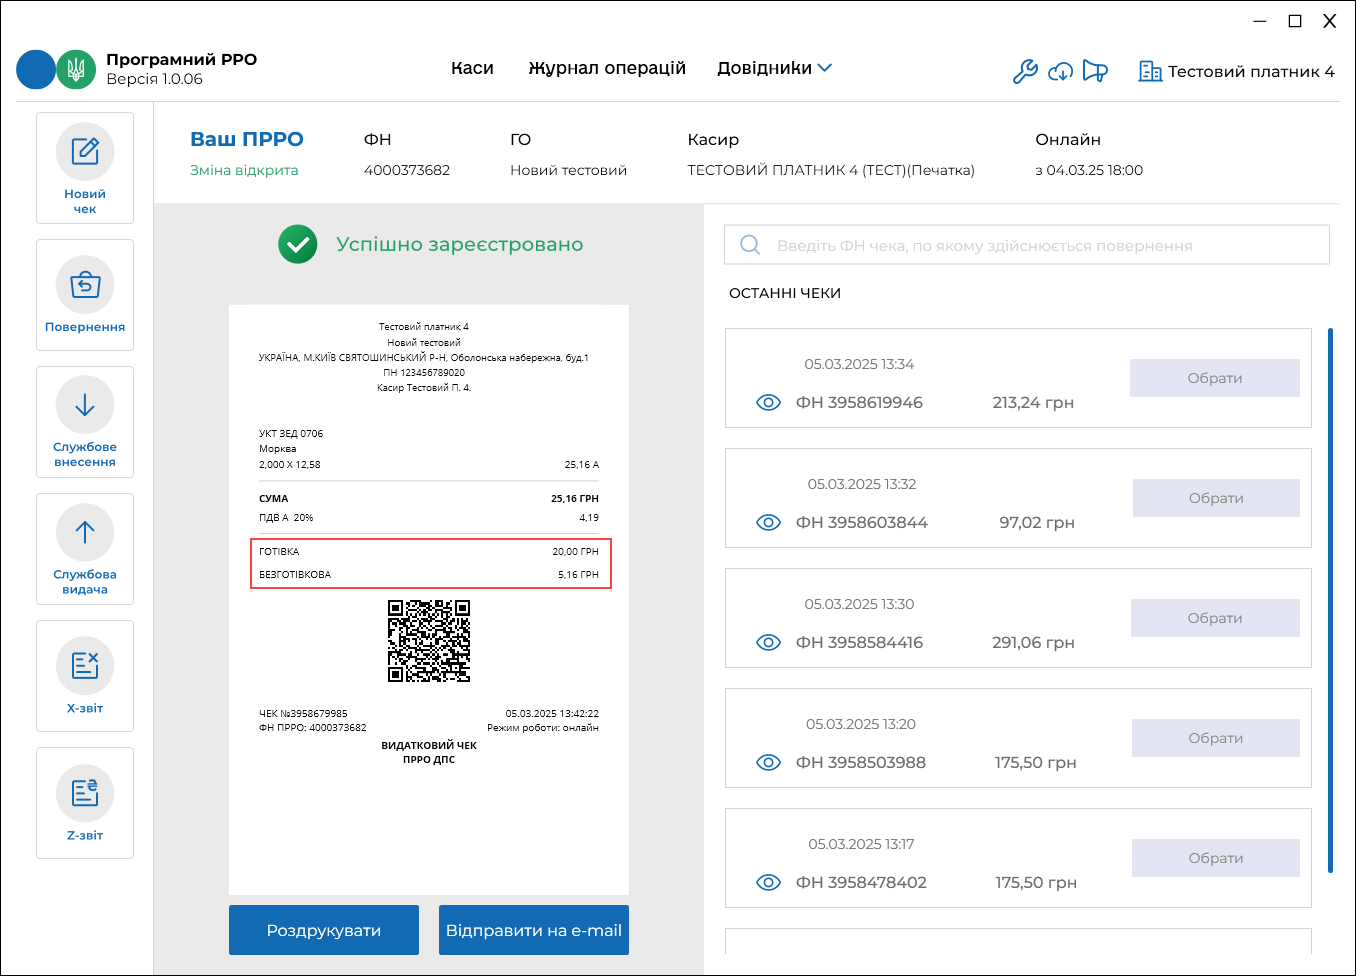 Програмний РРО
Версія 1.0.06
Каси
Журнал операцій
Довідники
Тестовий платник 4
Новий
чек
Повернення
Службове
внесення
Службова
видача
X-звіт
Z-звіт
Ваш ПРРО
Зміна відкрита
ФН
4000373682
ГО
Новий тестовий
Касир
ТЕСТОВИЙ ПЛАТНИК 4 (ТЕСТ)(Печатка)
Онлайн
з 04.03.25 18:00
Успішно зареєстровано
Тестовий платник 4
Новий тестовий
УКРАЇНА, М.КИЇВ СВЯТОШИНСЬКИЙ Р-Н, Оболонська набережна, буд.1
ПН 123456789020
Касир Тестовий П. 4.
УКТ ЗЕД 0706
Морква
2,000 X 12,58 25,16 А
СУМА 25,16 ГРН
ПДВ А 20% 4,19
ГОТІВКА 20,00 ГРН
БЕЗГОТІВКОВА 5,16 ГРН
ЧЕК №3958679985 05.03.2025 13:42:22
ФН ПРРО: 4000373682 Режим роботи: онлайн
ВИДАТКОВИЙ ЧЕК
ПРРО ДПС
Роздрукувати
Відправити на e-mail
Введіть ФН чека, по якому здійснюється повернення
ОСТАННІ ЧЕКИ
05.03.2025 13:34
ФН 3958619946 213,24 грн
Обрати
05.03.2025 13:32
ФН 3958603844 97,02 грн
Обрати
05.03.2025 13:30
ФН 3958584416 291,06 грн
Обрати
05.03.2025 13:20
ФН 3958503988 175,50 грн
Обрати
05.03.2025 13:17
ФН 3958478402 175,50 грн
Обрати